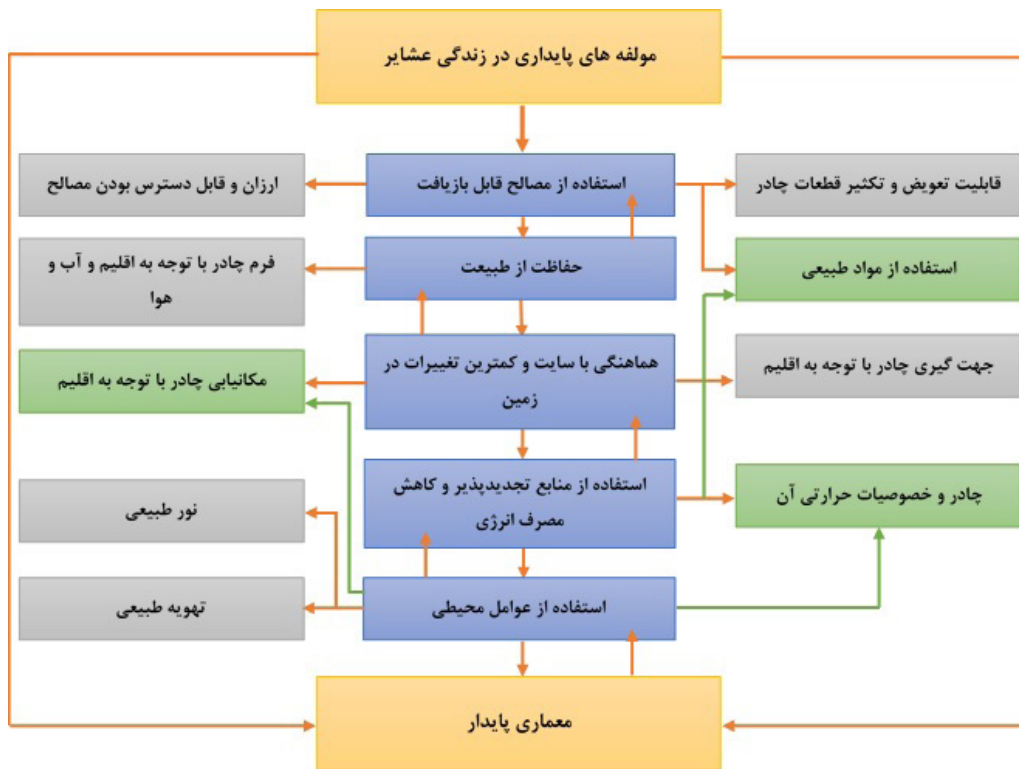 مولفه های پایداری در زندگی عشایر
قابلیت تعویض و تکثیر قطعات چادر
استفاده از مصالح قابل بازیافت
ارزان و قابل دسترس بودن مصالح
استفاده از مواد طبیعی
حفاظت از طبیعت
فرم چادر با توجه به اقلیم و آب و
هوا
جهت گیری چادر با توجه به اقلیم
هماهنگی با سایت و کمترین تغییرات در
زمین
مکانیابی چادر با توجه به اقلیم
چادر و خصوصیات حرارتی آن
استفاده از منابع تجدیدپذیر و کاهش
مصرف انرژی
نور طبیعی
استفاده از عوامل محیطی
تهویه طبیعی
معماری پایدار